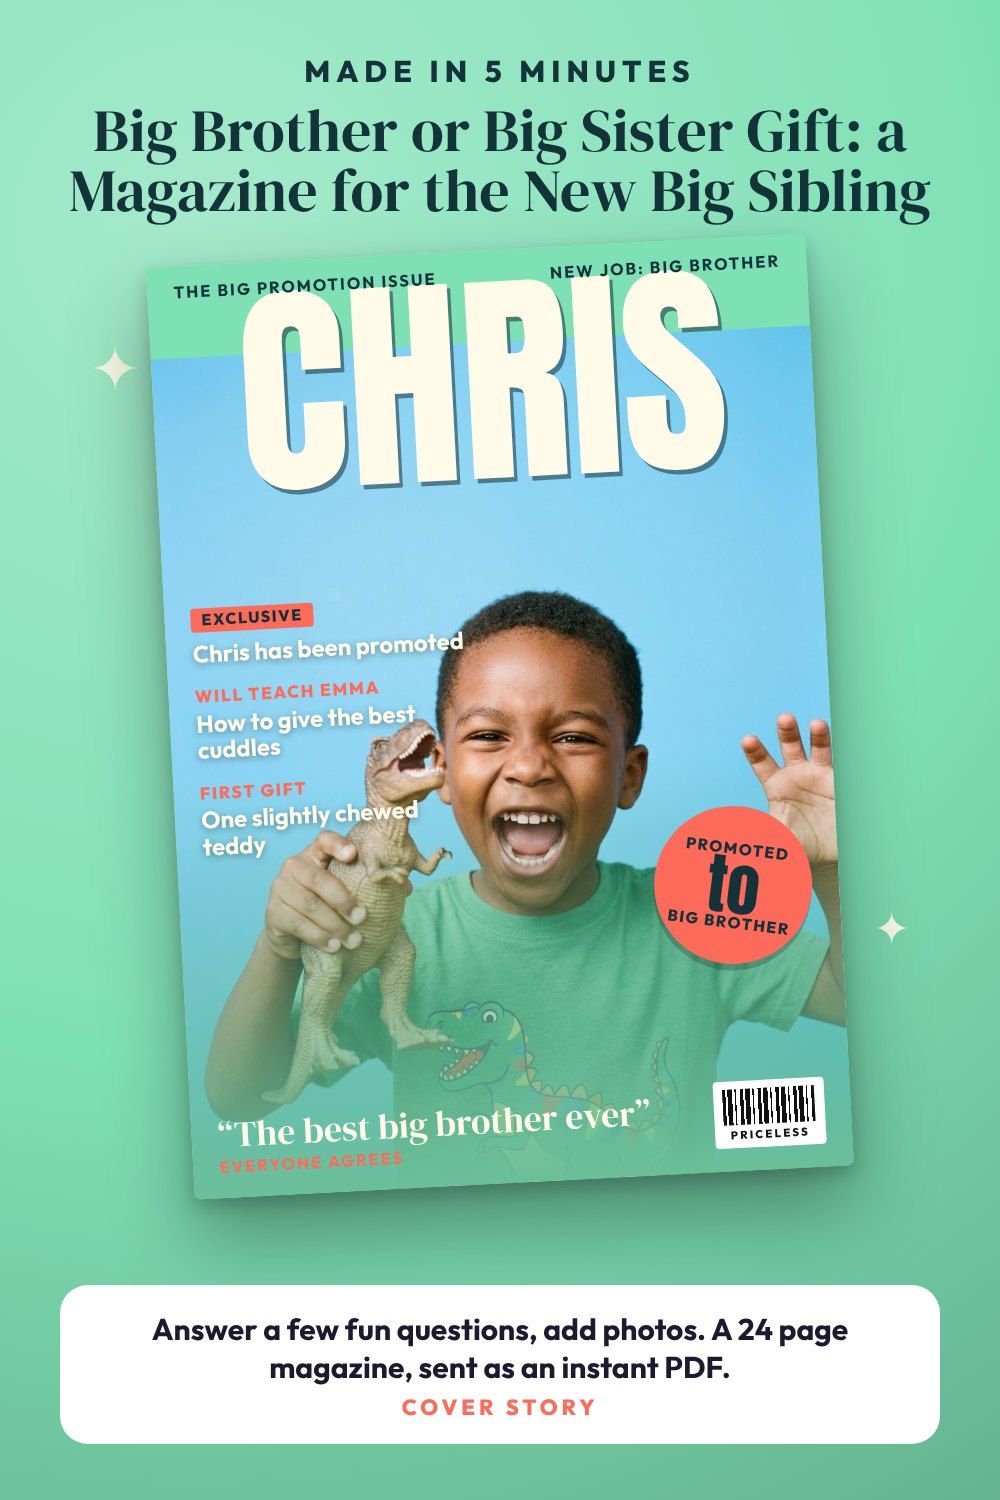 MADE IN 5 MINUTES
Big Brother or Big Sister Gift: a
Magazine for the New Big Sibling
THE BIG PROMOTION ISSUE
NEW JOB: BIG BROTHER
CHRIS
EXCLUSIVE
Chris has been promoted
WILL TEACH EMMA
How to give the best
cuddles
FIRST GIFT
One slightly chewed
teddy
PROMOTED
to
BIG BROTHER
“The best big brother ever”
EVERYONE AGREES
PRICELESS
Answer a few fun questions, add photos. A 24 page
magazine, sent as an instant PDF.
COVER STORY